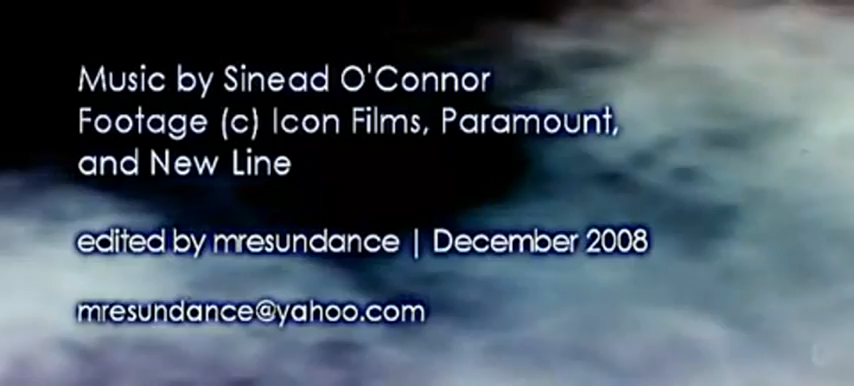 Music by Sinead O'Connor
Footage (c) Icon Films, Paramount,
and New Line
edited by mresundance | December 2008
mresundance@yahoo.com